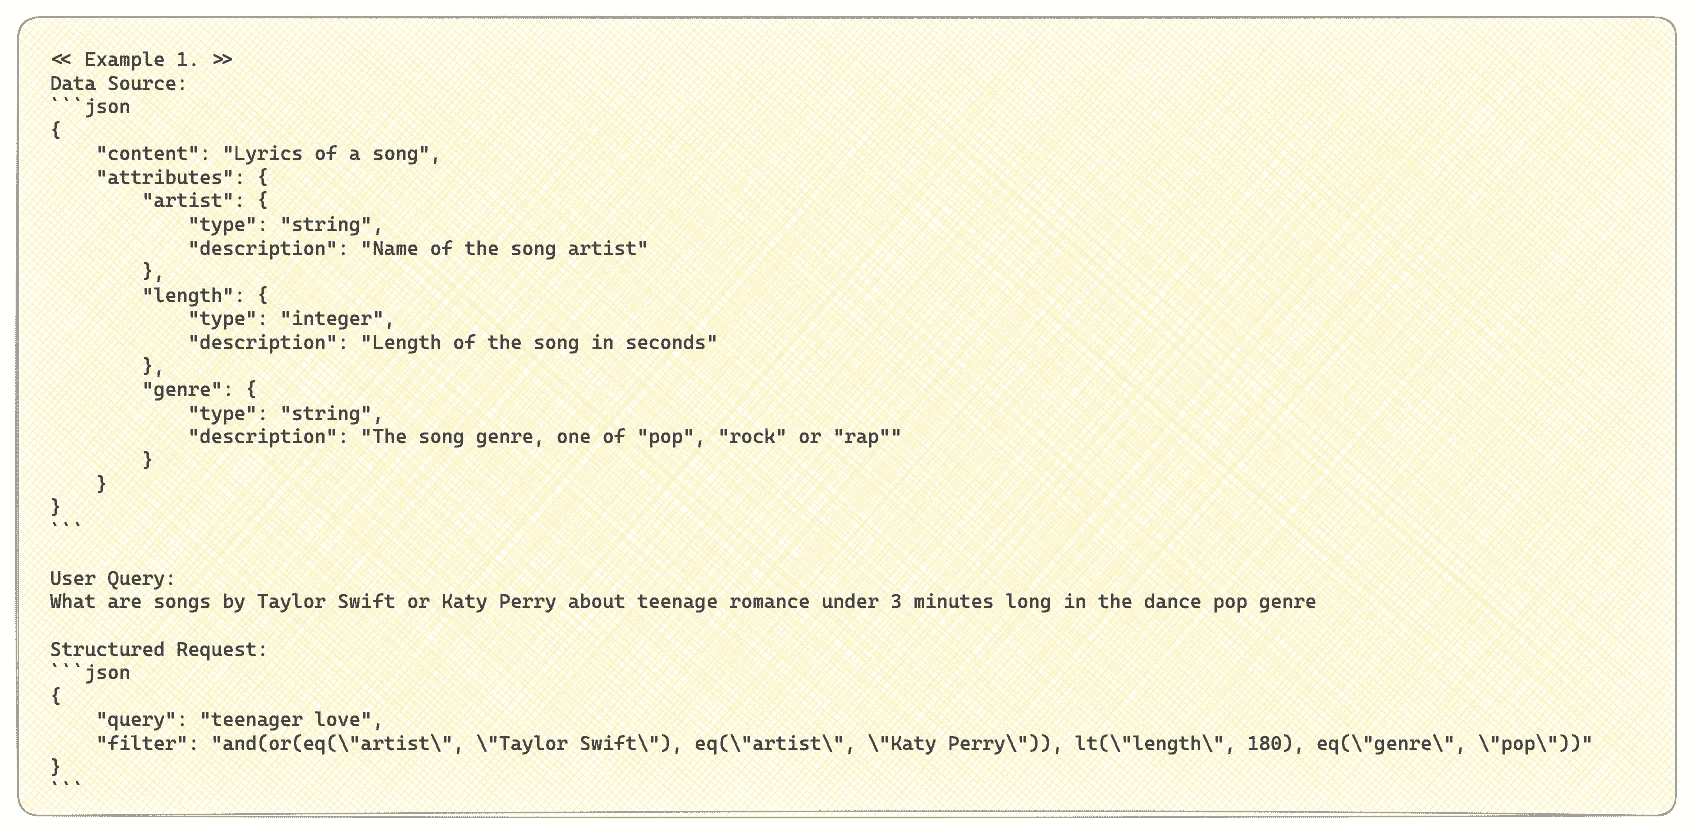 << Example 1. >>
Data Source:
```json
{
    "content": "Lyrics of a song",
    "attributes": {
        "artist": {
            "type": "string",
            "description": "Name of the song artist"
        },
        "length": {
            "type": "integer",
            "description": "Length of the song in seconds"
        },
        "genre": {
            "type": "string",
            "description": "The song genre, one of "pop", "rock" or "rap""
        }
    }
}
```

User Query:
What are songs by Taylor Swift or Katy Perry about teenage romance under 3 minutes long in the dance pop genre

Structured Request:
```json
{
    "query": "teenager love",
    "filter": "and(or(eq(\"artist\", \"Taylor Swift\"), eq(\"artist\", \"Katy Perry\")), lt(\"length\", 180), eq(\"genre\", \"pop\"))"
}
```